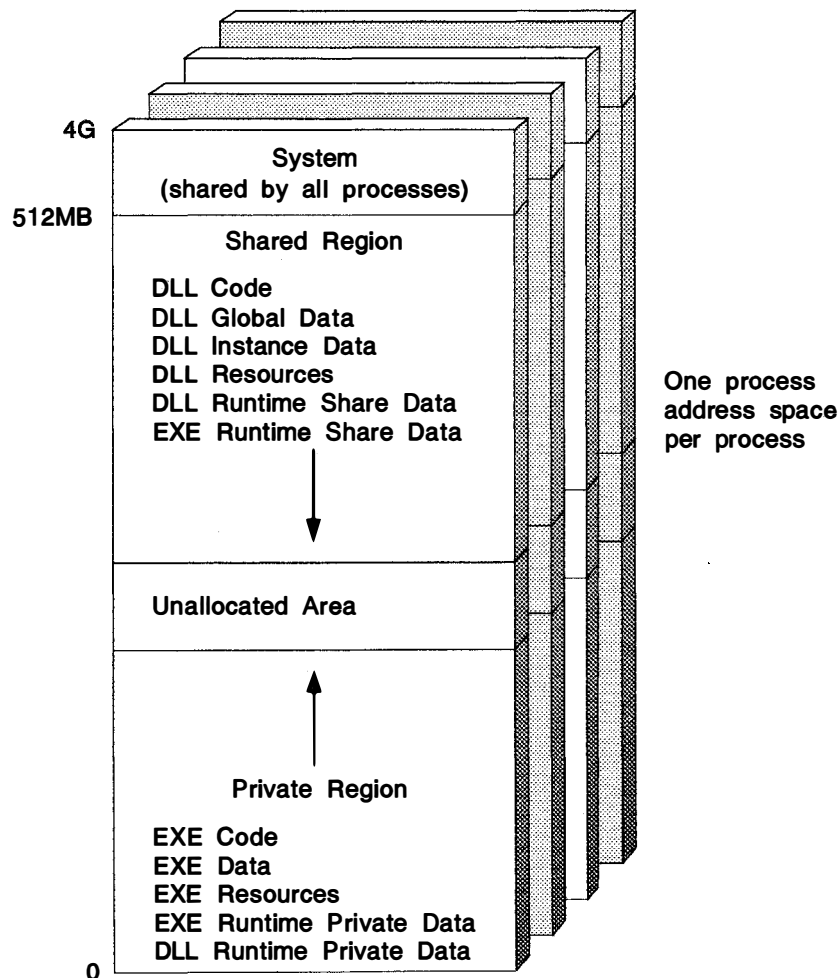 4G
System
(shared by all processes)
512MB
Shared Region
DLL Code
DLL Global Data
DLL Instance Data
DLL Resources
DLL Runtime Share Data
EXE Runtime Share Data
One process
address space
per process
Unallocated Area
Private Region
EXE Code
EXE Data
EXE Resources
EXE Runtime Private Data
DLL Runtime Private Data
0